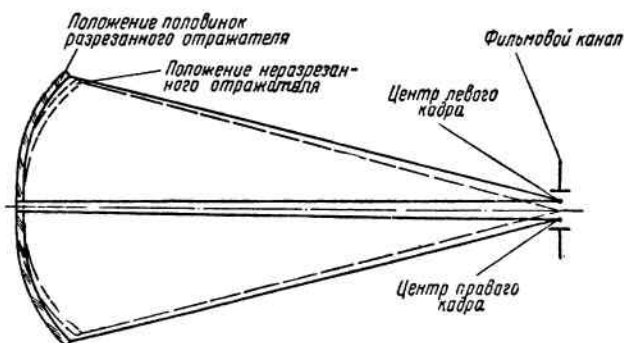 Положение половинок
разрезанного отражателя
Положение неразрезан-
ного отражателя
Фильмовой канал
Центр левого
кадра
Центр правого
кадра